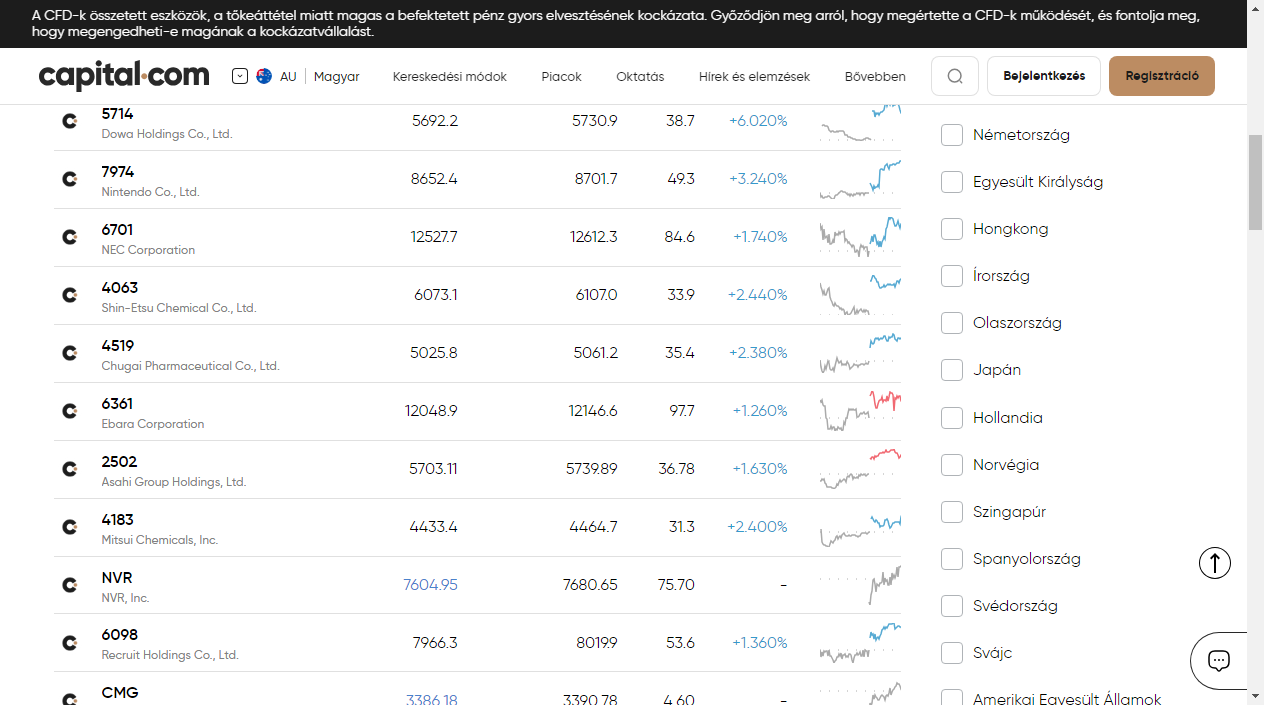 A CFD-k összetett eszközök, a tőkeáttétel miatt magas a befektetett pénz gyors elvesztésének kockázata. Győződjön meg arról, hogy megértette a CFD-k működését, és fontolja meg,
hogy megengedheti-e magának a kockázatvállalást.
capital.com AU Magyar Kereskedési módok Piacok Oktatás Hírek és elemzések Bővebben Bejelentkezés Regisztráció
5714 5692.2 5730.9 38.7 +6.020%
Dowa Holdings Co., Ltd.
Németország
7974 8652.4 8701.7 49.3 +3.240%
Nintendo Co., Ltd.
Egyesült Királyság
6701 12527.7 12612.3 84.6 +1.740%
NEC Corporation
Hongkong
4063 6073.1 6107.0 33.9 +2.440%
Shin-Etsu Chemical Co., Ltd.
Írország
Olaszország
4519 5025.8 5061.2 35.4 +2.380%
Chugai Pharmaceutical Co., Ltd.
Japán
6361 12048.9 12146.6 97.7 +1.260%
Ebara Corporation
Hollandia
2502 5703.11 5739.89 36.78 +1.630%
Asahi Group Holdings, Ltd.
Norvégia
4183 4433.4 4464.7 31.3 +2.400%
Mitsui Chemicals, Inc.
Szingapúr
Spanyolország
NVR 7604.95 7680.65 75.70 -
NVR, Inc.
Svédország
6098 7966.3 8019.9 53.6 +1.360%
Recruit Holdings Co., Ltd.
Svájc
CMG 3386.18 3390.78 4.60 -
Amerikai Egyesült Államok